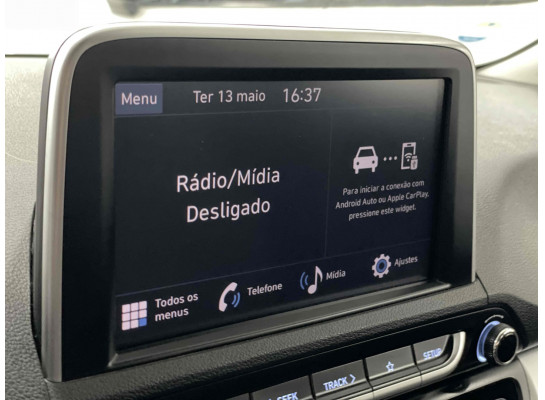 Menu Ter 13 maio 16:37
Rádio/Mídia
Desligado
Para iniciar a conexão com
Android Auto ou Apple CarPlay,
pressione este widget.
Todos os
menus
Telefone
Mídia
Ajustes
SEEK
TRACK >
SETUP